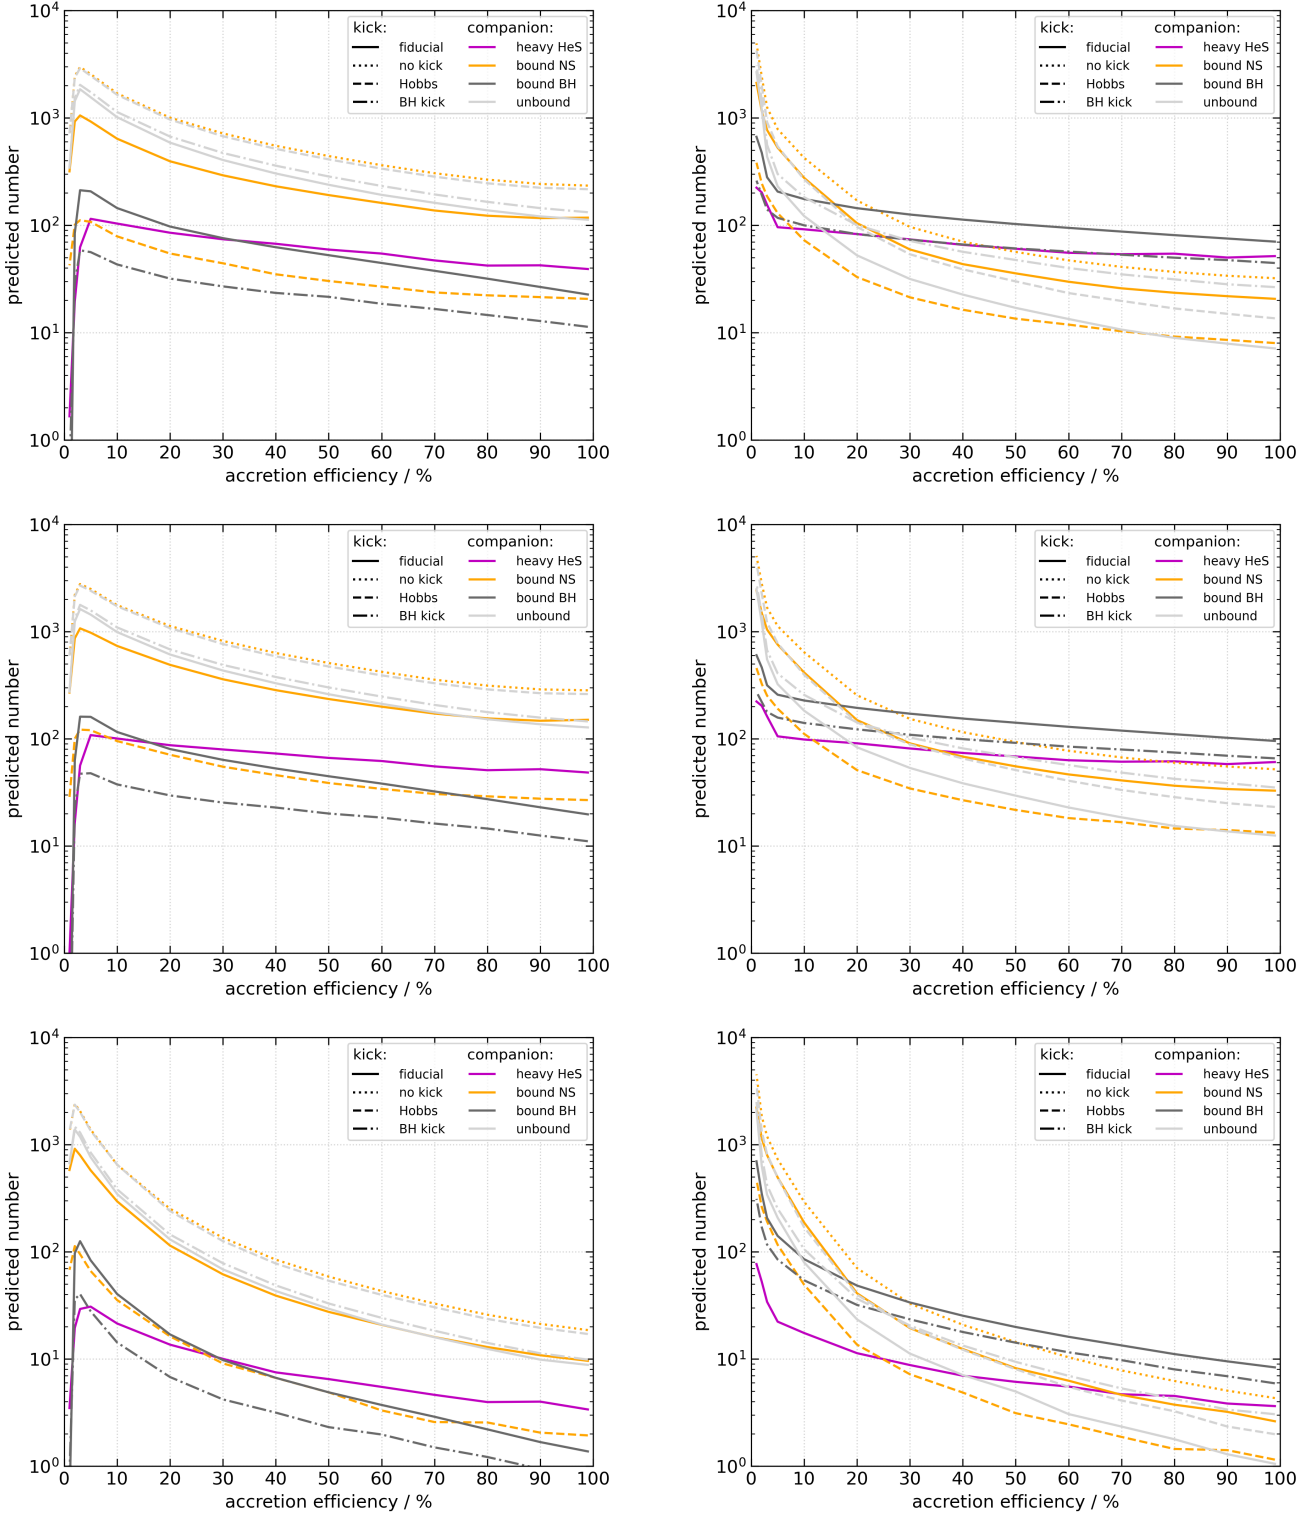 10^4
10^3
10^2
10^1
10^0
predicted number
kick: companion:
fiducial heavy HeS
no kick bound NS
Hobbs bound BH
BH kick unbound
0 10 20 30 40 50 60 70 80 90 100
accretion efficiency / %
10^4
10^3
10^2
10^1
10^0
predicted number
kick: companion:
fiducial heavy HeS
no kick bound NS
Hobbs bound BH
BH kick unbound
0 10 20 30 40 50 60 70 80 90 100
accretion efficiency / %
10^4
10^3
10^2
10^1
10^0
predicted number
kick: companion:
fiducial heavy HeS
no kick bound NS
Hobbs bound BH
BH kick unbound
0 10 20 30 40 50 60 70 80 90 100
accretion efficiency / %
10^4
10^3
10^2
10^1
10^0
predicted number
kick: companion:
fiducial heavy HeS
no kick bound NS
Hobbs bound BH
BH kick unbound
0 10 20 30 40 50 60 70 80 90 100
accretion efficiency / %
10^4
10^3
10^2
10^1
10^0
predicted number
kick: companion:
fiducial heavy HeS
no kick bound NS
Hobbs bound BH
BH kick unbound
0 10 20 30 40 50 60 70 80 90 100
accretion efficiency / %
10^4
10^3
10^2
10^1
10^0
predicted number
kick: companion:
fiducial heavy HeS
no kick bound NS
Hobbs bound BH
BH kick unbound
0 10 20 30 40 50 60 70 80 90 100
accretion efficiency / %